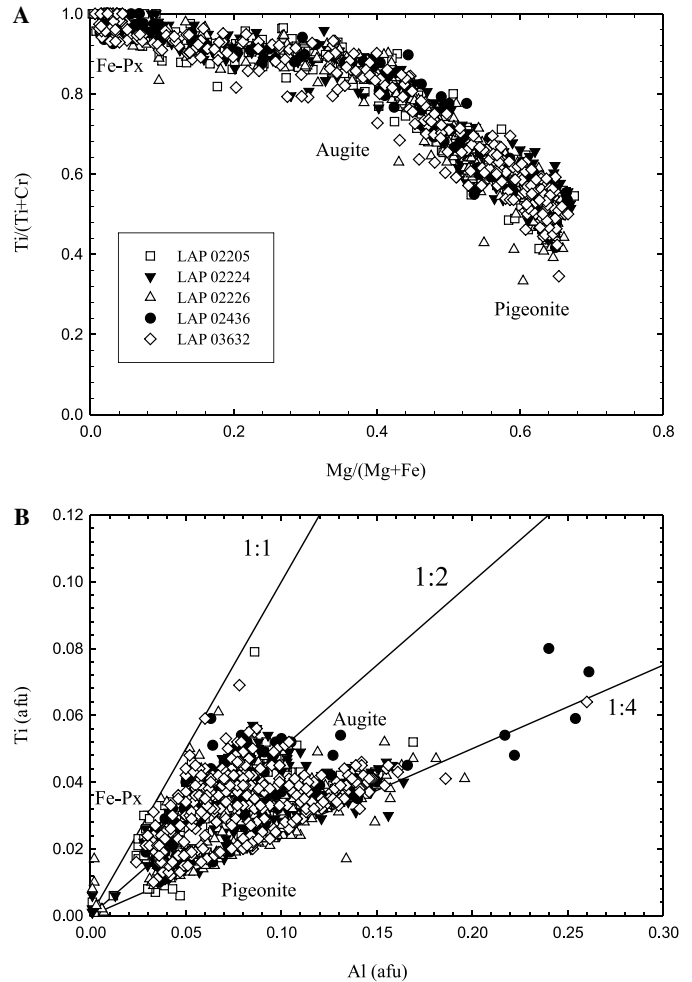 A
1.0
0.8
0.6
0.4
0.2
0.0
Ti/(Ti+Cr)
Fe-Px
Augite
Pigeonite
LAP 02205
LAP 02224
LAP 02226
LAP 02436
LAP 03632
0.0 0.2 0.4 0.6 0.8
Mg/(Mg+Fe)
B
0.12
0.10
0.08
0.06
0.04
0.02
0.00
Ti (afu)
1:1
1:2
1:4
Augite
Fe-Px
Pigeonite
0.00 0.05 0.10 0.15 0.20 0.25 0.30
Al (afu)